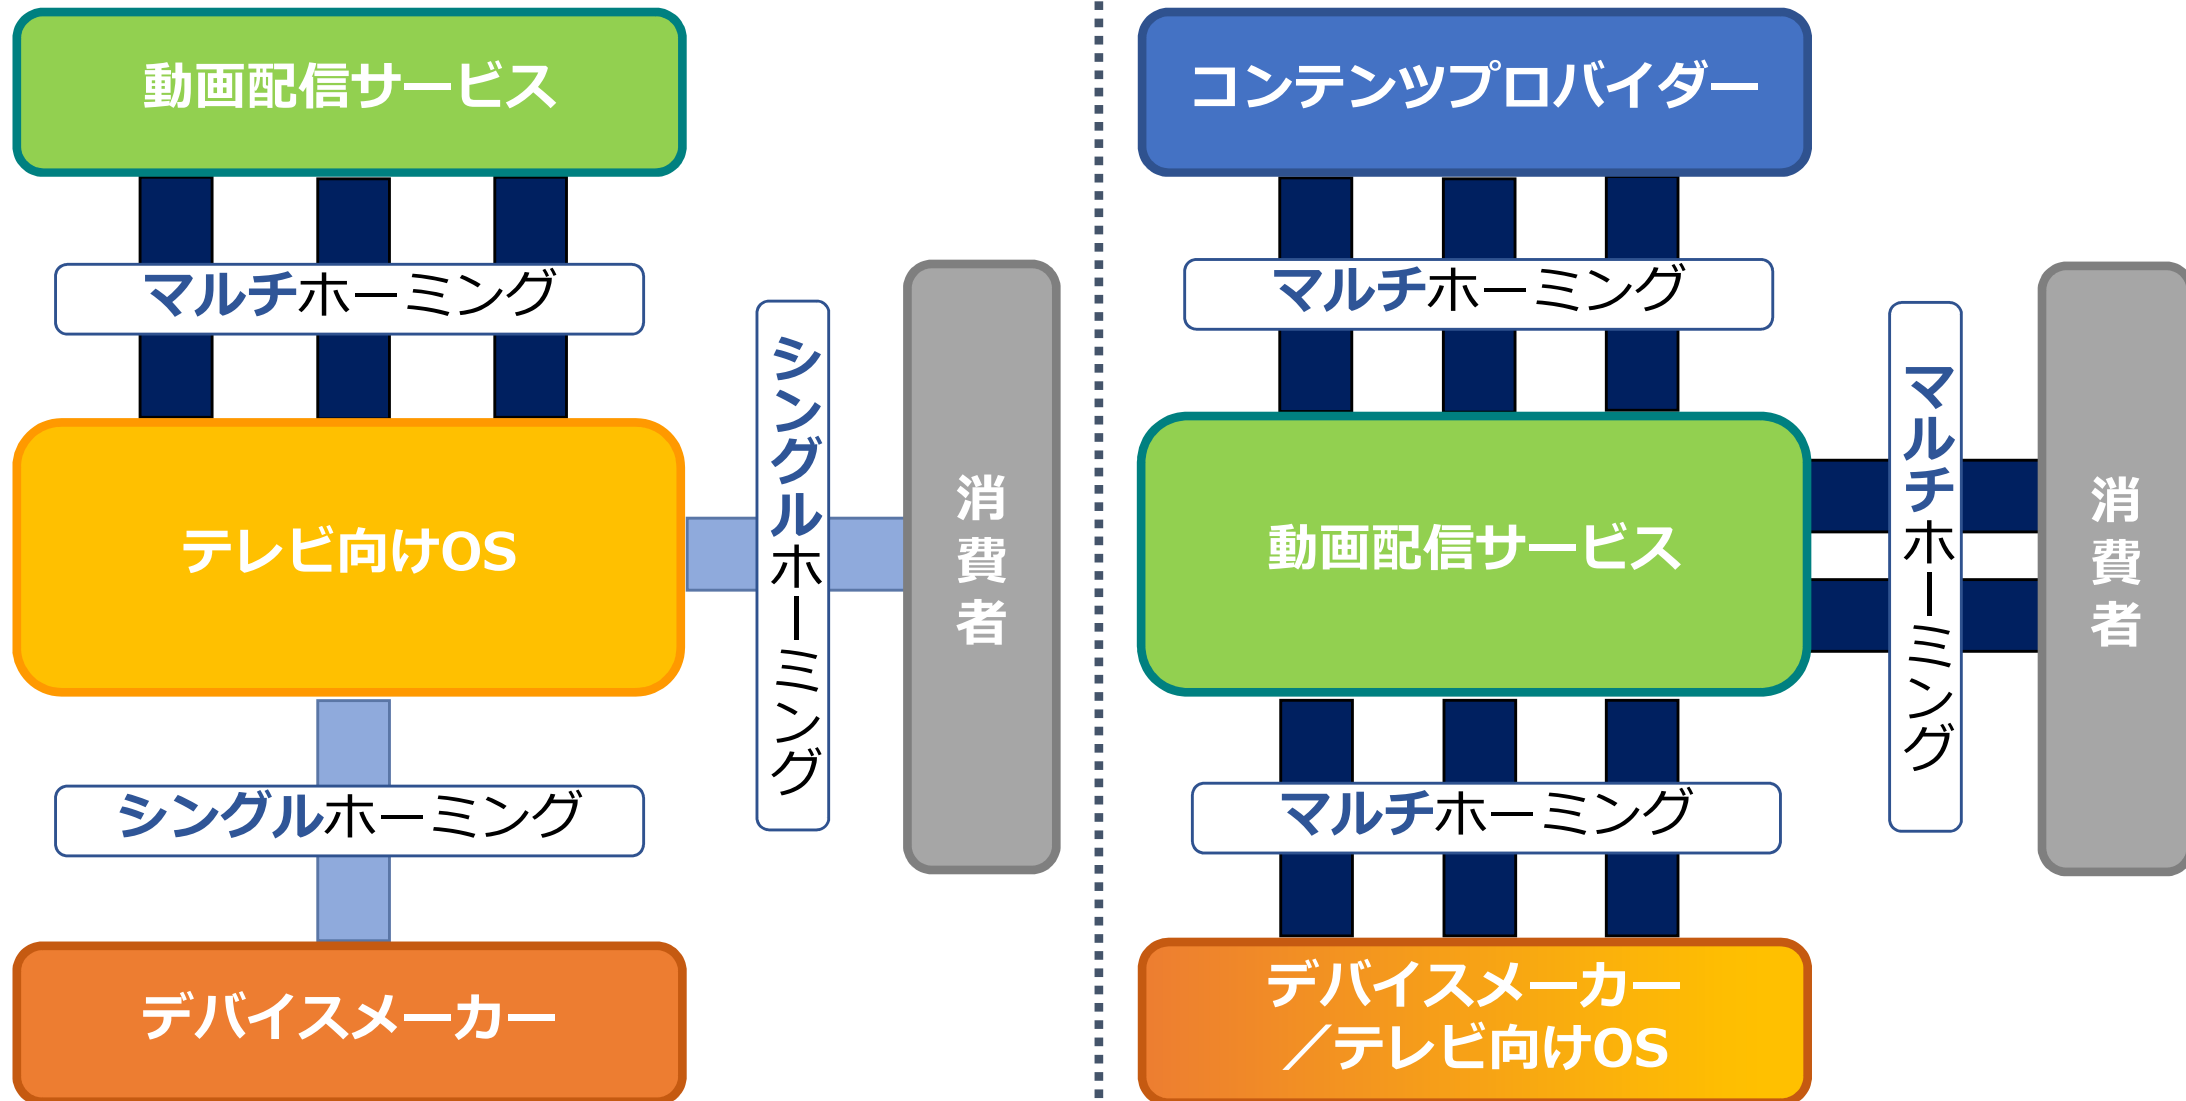 動画配信サービス
マルチホーミング
テレビ向けOS
シングルホーミング
消費者
シングルホーミング
デバイスメーカー
コンテンツプロバイダー
マルチホーミング
動画配信サービス
マルチホーミング
消費者
マルチホーミング
デバイスメーカー
／テレビ向けOS